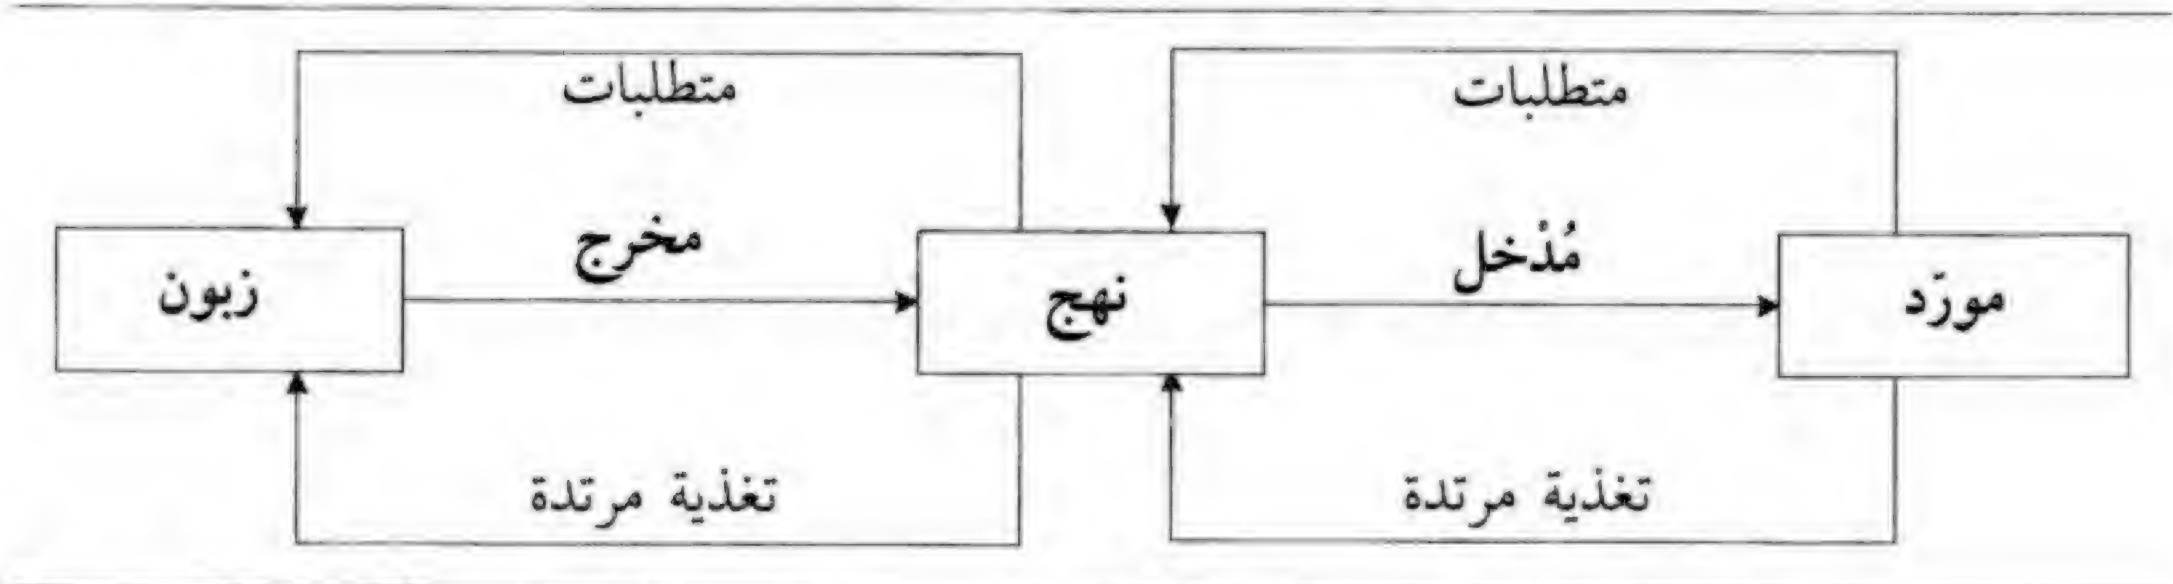 متطلبات
متطلبات
مورّد
مُدْخل
نهج
مخرج
زبون
تغذية مرتدة
تغذية مرتدة